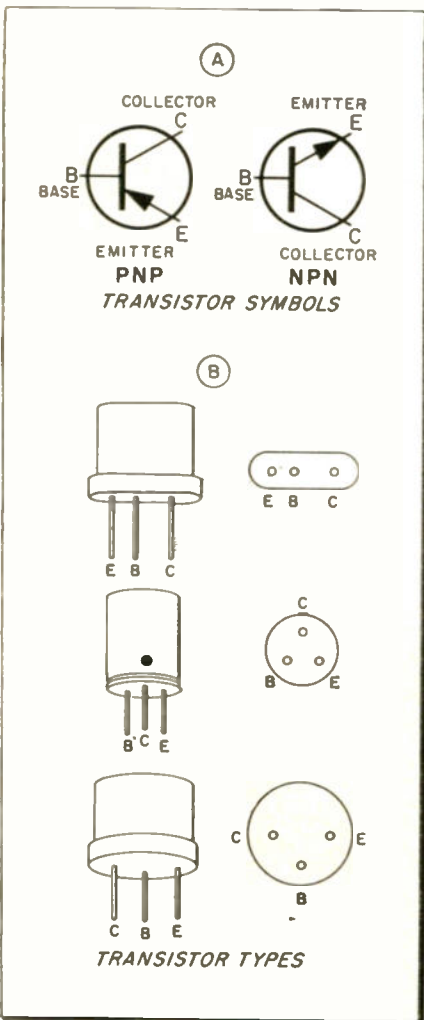 A
COLLECTOR
C
B
BASE
E
EMITTER
PNP
EMITTER
E
B
BASE
C
COLLECTOR
NPN
TRANSISTOR SYMBOLS
B
E B C
E B C
B C E
C
B E
C B E
C E
B
TRANSISTOR TYPES